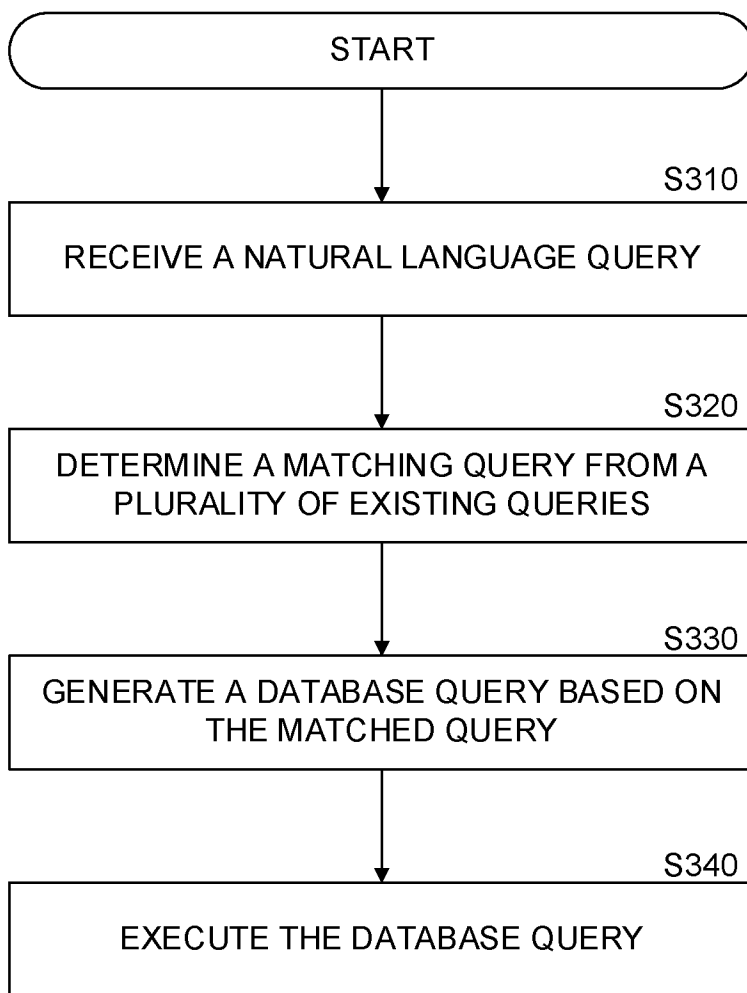 START
S310
RECEIVE A NATURAL LANGUAGE QUERY
S320
DETERMINE A MATCHING QUERY FROM A
PLURALITY OF EXISTING QUERIES
S330
GENERATE A DATABASE QUERY BASED ON
THE MATCHED QUERY
S340
EXECUTE THE DATABASE QUERY